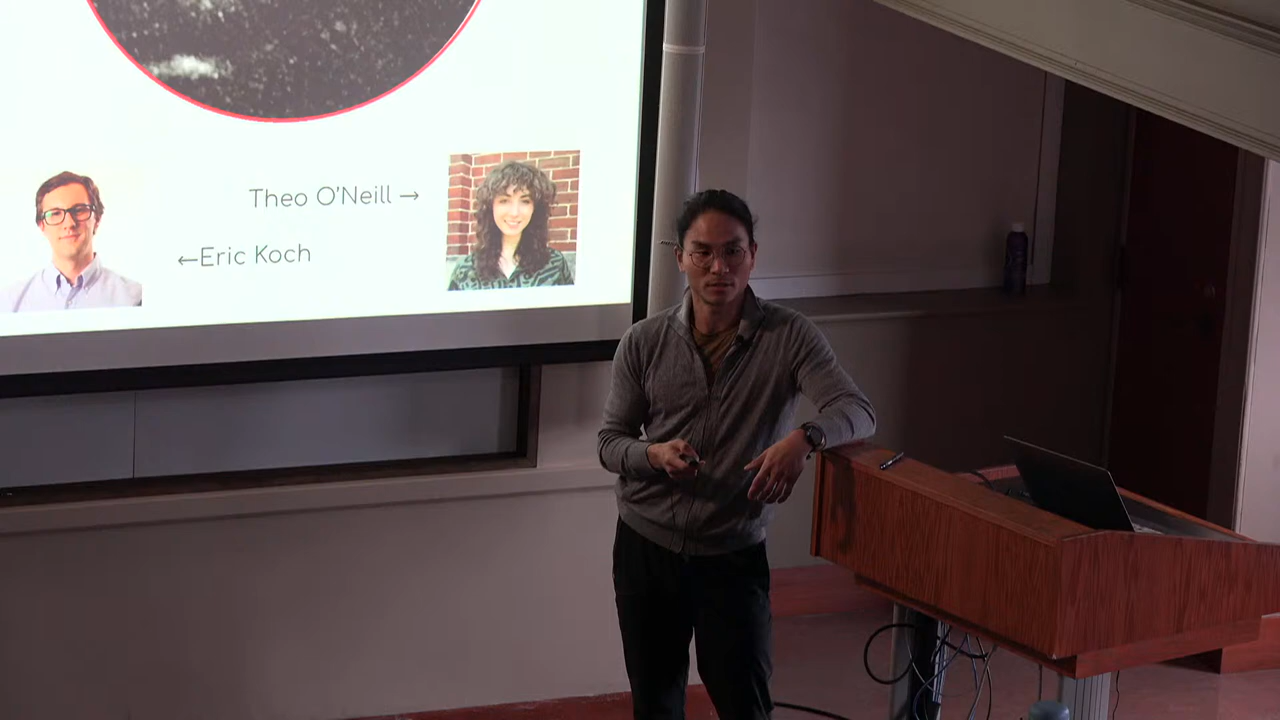 Theo O'Neill →
←Eric Koch